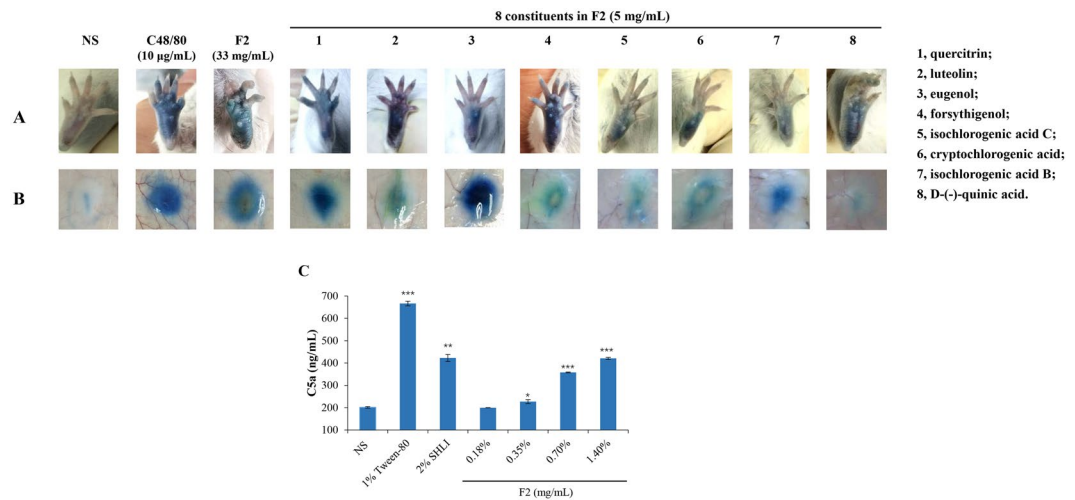 8 constituents in F2 (5 mg/mL)
NS
C48/80
(10 μg/mL)
F2
(33 mg/mL)
1
2
3
4
5
6
7
8
A
B
1, quercitrin;
2, luteolin;
3, eugenol;
4, forsythigenol;
5, isochlorogenic acid C;
6, cryptochlorogenic acid;
7, isochlorogenic acid B;
8, D-(-)-quinic acid.
C
C5a (ng/mL)
700
600
500
400
300
200
100
***
**
*
***
***
NS
1% Tween-80
2% SHLI
0.18%
0.35%
0.70%
1.40%
F2 (mg/mL)